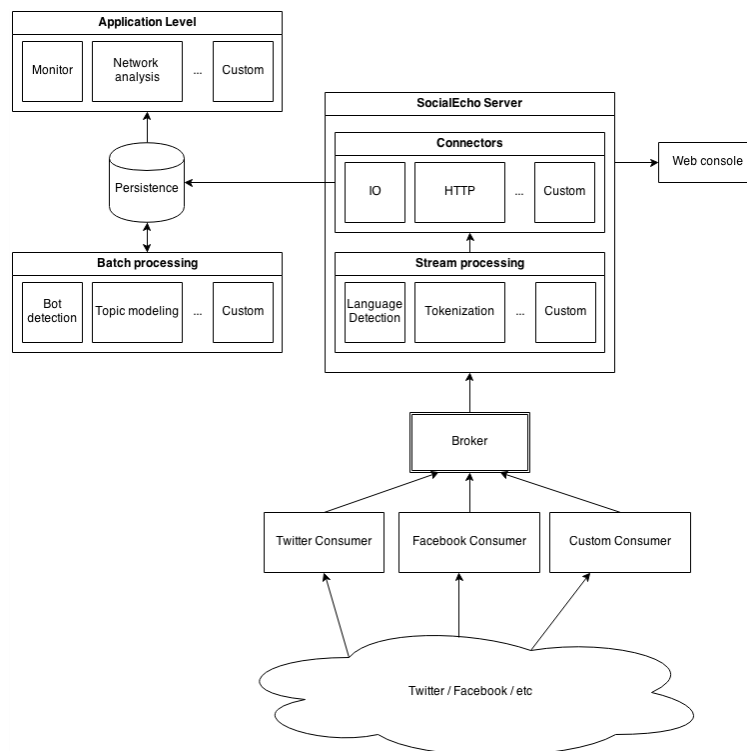 Application Level
Monitor
Network
analysis
...
Custom
SocialEcho Server
Connectors
IO
HTTP
...
Custom
Web console
Persistence
Batch processing
Bot
detection
Topic modeling
...
Custom
Stream processing
Language
Detection
Tokenization
...
Custom
Broker
Twitter Consumer
Facebook Consumer
Custom Consumer
Twitter / Facebook / etc